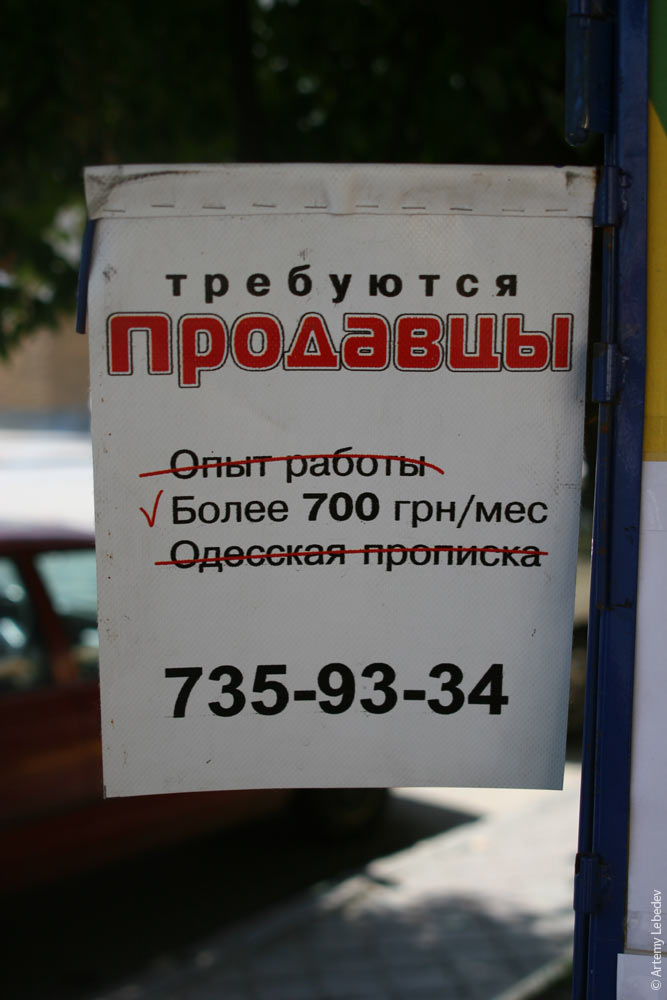 требуются
продавцы
Опыт работы
√ Более 700 грн/мес
Одесская прописка
735-93-34
© Artemy Lebedev